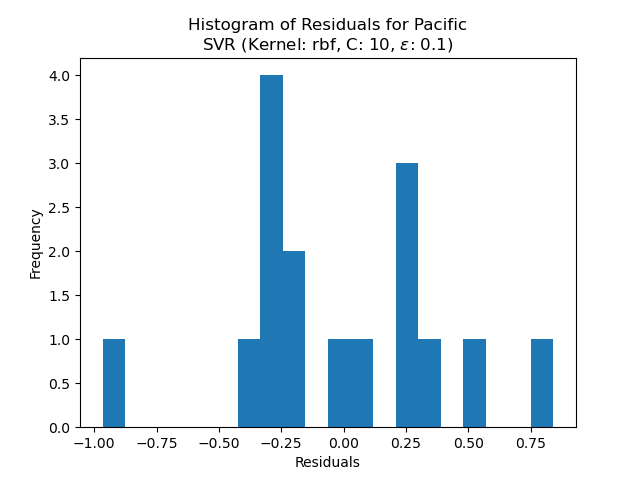 Histogram of Residuals for Pacific
SVR (Kernel: rbf, C: 10, ε: 0.1)
Frequency
4.0
3.5
3.0
2.5
2.0
1.5
1.0
0.5
0.0
−1.00 −0.75 −0.50 −0.25 0.00 0.25 0.50 0.75
Residuals